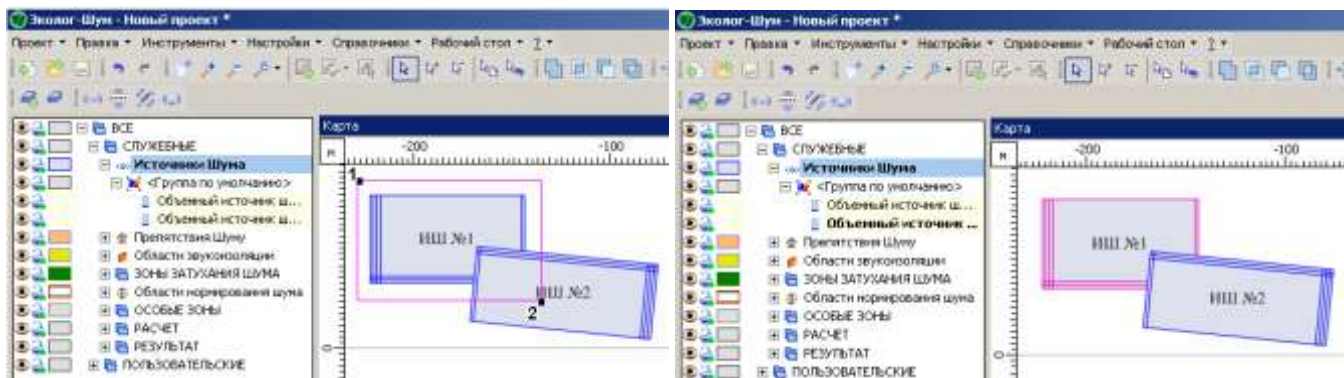 Эколог-Шум - Новый проект *
Проект Правка Инструменты Настройки Справочники Рабочий стол ?
ВСЕ
СЛУЖЕБНЫЕ
Источники Шума
<Группа по умолчанию>
Объемный источник ш...
Объемный источник ш...
Препятствия Шуму
Области звукоизоляции
ЗОНЫ ЗАТУХАНИЯ ШУМА
Области нормирования шума
ОСОБЫЕ ЗОНЫ
РАСЧЕТ
РЕЗУЛЬТАТ
ПОЛЬЗОВАТЕЛЬСКИЕ
Карта
м -200 -100
1
ИШ №1
ИШ №2
2
0
Эколог-Шум - Новый проект *
Проект Правка Инструменты Настройки Справочники Рабочий стол ?
ВСЕ
СЛУЖЕБНЫЕ
Источники Шума
<Группа по умолчанию>
Объемный источник ш...
Объемный источник ...
Препятствия Шуму
Области звукоизоляции
ЗОНЫ ЗАТУХАНИЯ ШУМА
Области нормирования шума
ОСОБЫЕ ЗОНЫ
РАСЧЕТ
РЕЗУЛЬТАТ
ПОЛЬЗОВАТЕЛЬСКИЕ
Карта
м -200 -100
ИШ №1
ИШ №2
0